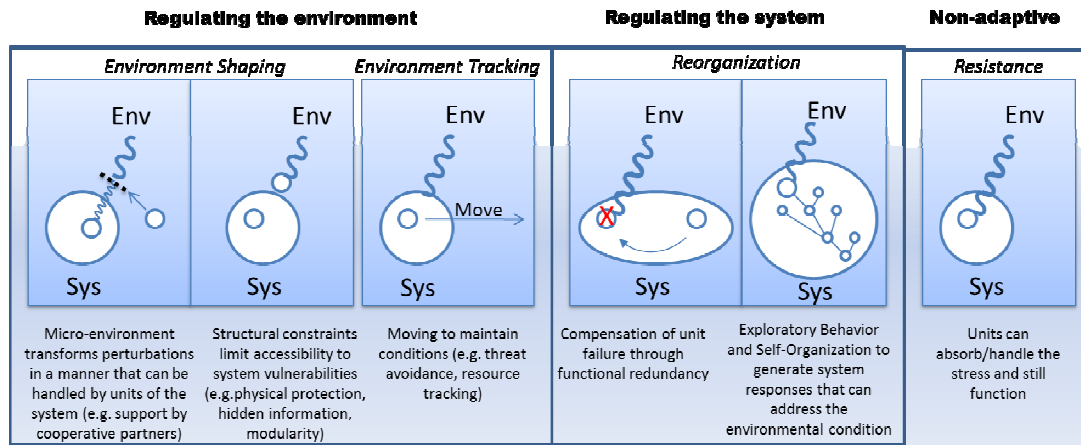 Regulating the environment
Regulating the system
Non-adaptive
Environment Shaping
Environment Tracking
Reorganization
Resistance
Env
Sys
Env
Sys
Env
Move
Sys
Env
X
Sys
Env
Sys
Env
Sys
Micro-environment
transforms perturbations
in a manner that can be
handled by units of the
system (e.g. support by
cooperative partners)
Structural constraints
limit accessibility to
system vulnerabilities
(e.g.physical protection,
hidden information,
modularity)
Moving to maintain
conditions (e.g. threat
avoidance, resource
tracking)
Compensation of unit
failure through
functional redundancy
Exploratory Behavior
and Self-Organization to
generate system
responses that can
address the
environmental condition
Units can
absorb/handle the
stress and still
function